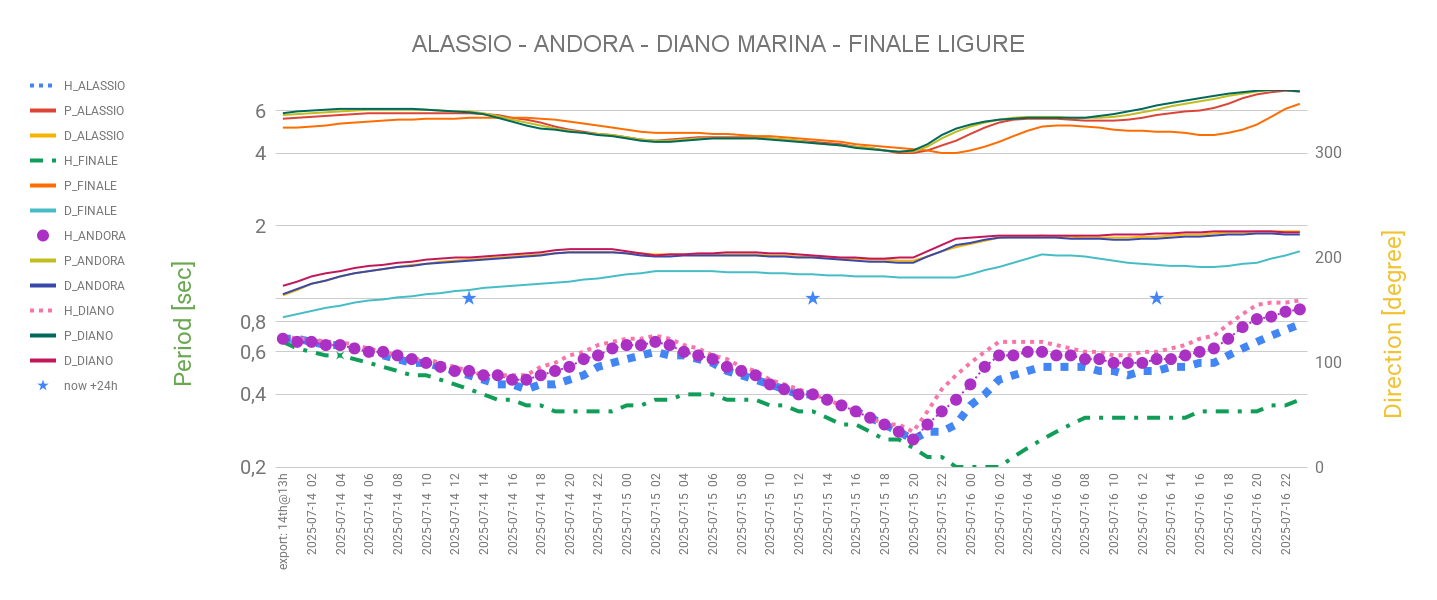 ALASSIO - ANDORA - DIANO MARINA - FINALE LIGURE
H_ALASSIO
P_ALASSIO
D_ALASSIO
H_FINALE
P_FINALE
D_FINALE
H_ANDORA
P_ANDORA
D_ANDORA
H_DIANO
P_DIANO
D_DIANO
now +24h
Period [sec]
6
4
2
0,8
0,6
0,4
0,2
300
200
100
0
Direction [degree]
export: 14th@13h
2025-07-14 02
2025-07-14 04
2025-07-14 06
2025-07-14 08
2025-07-14 10
2025-07-14 12
2025-07-14 14
2025-07-14 16
2025-07-14 18
2025-07-14 20
2025-07-14 22
2025-07-15 00
2025-07-15 02
2025-07-15 04
2025-07-15 06
2025-07-15 08
2025-07-15 10
2025-07-15 12
2025-07-15 14
2025-07-15 16
2025-07-15 18
2025-07-15 20
2025-07-15 22
2025-07-16 00
2025-07-16 02
2025-07-16 04
2025-07-16 06
2025-07-16 08
2025-07-16 10
2025-07-16 12
2025-07-16 14
2025-07-16 16
2025-07-16 18
2025-07-16 20
2025-07-16 22